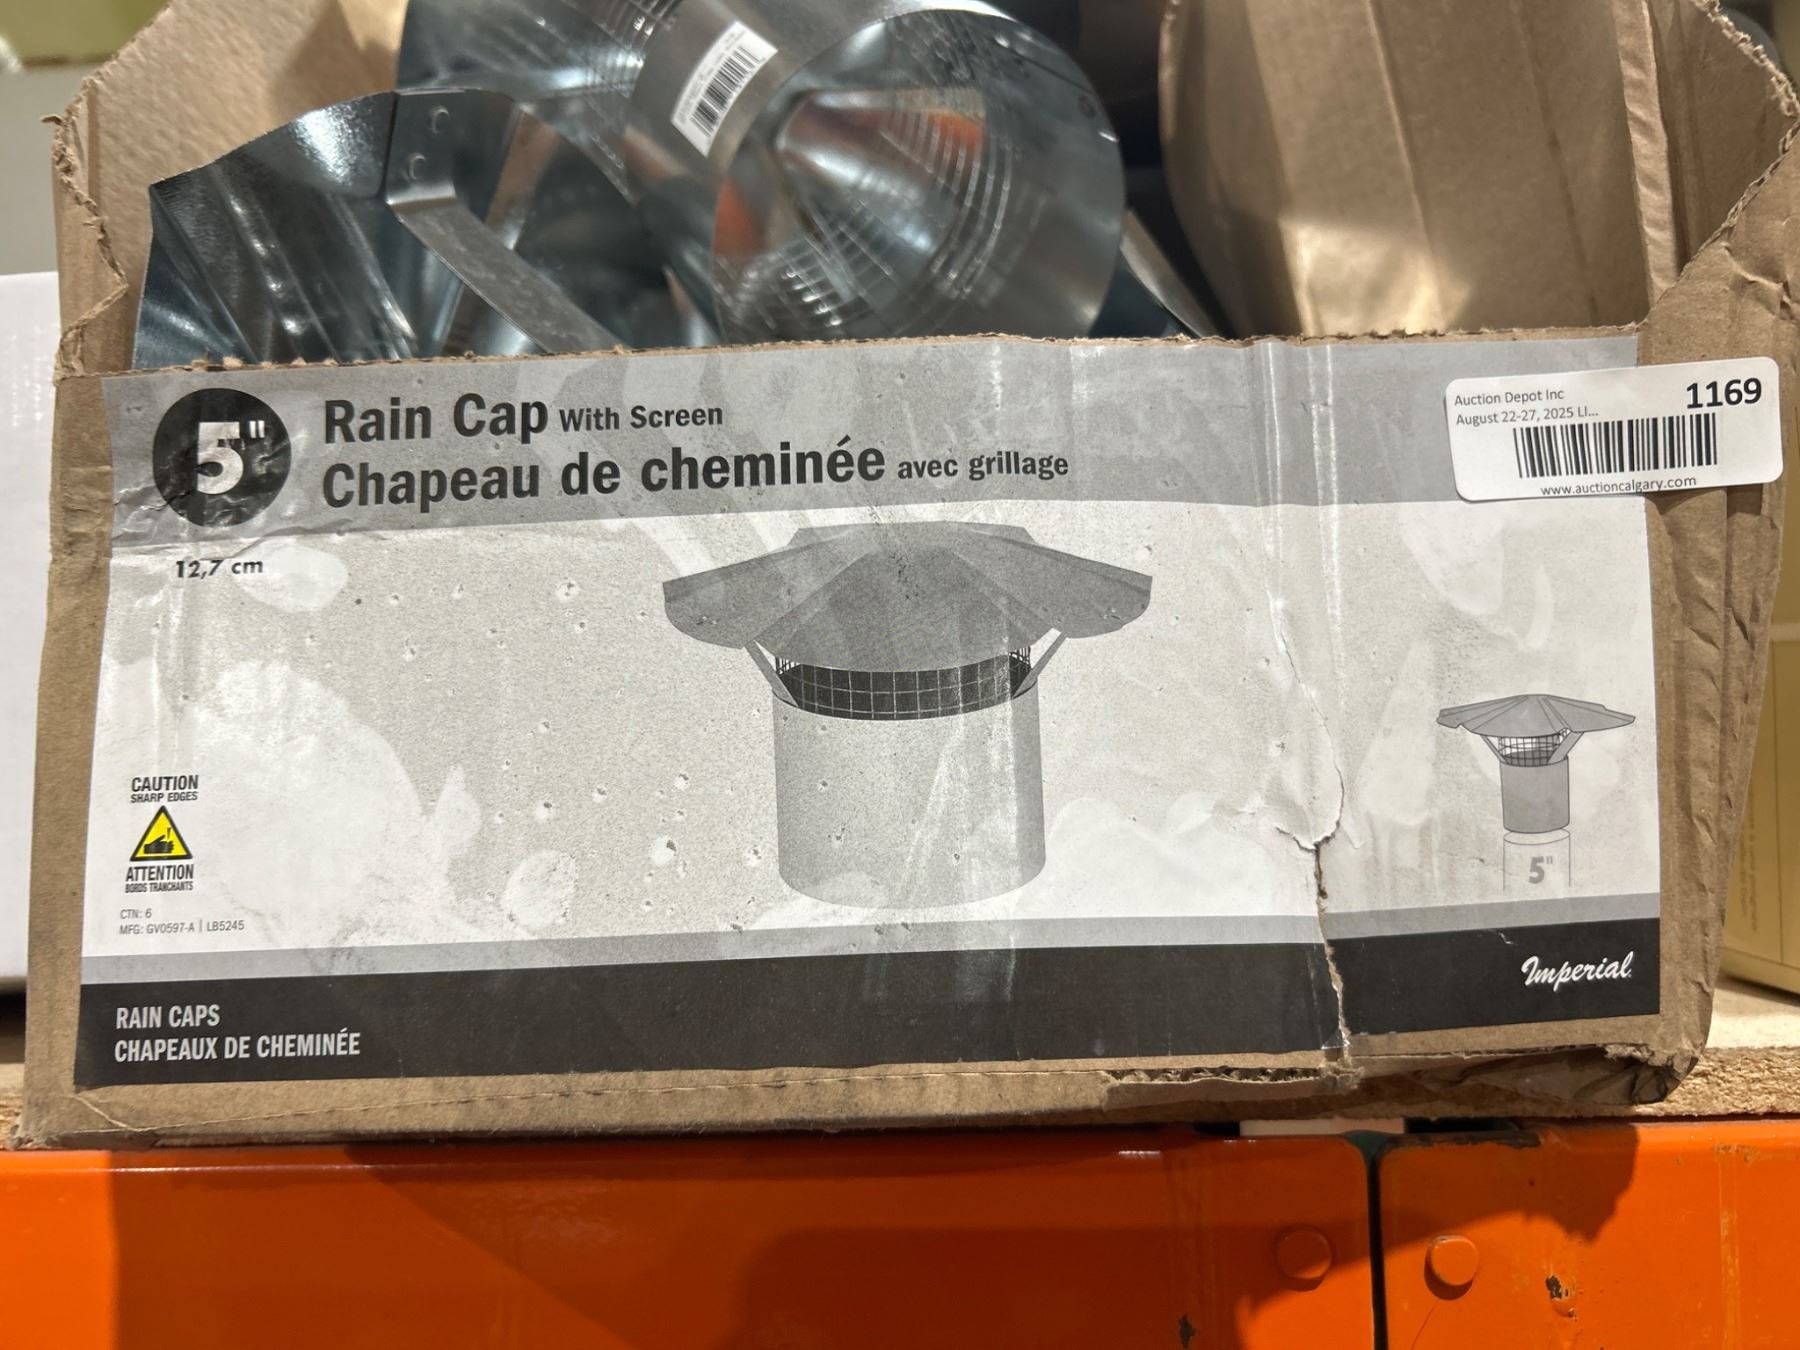 5"
Rain Cap With Screen
Chapeau de cheminée avec grillage
12,7 cm
Auction Depot Inc
1169
August 22-27, 2025 LI...
www.auctioncalgary.com
CAUTION
SHARP EDGES
ATTENTION
BORDS TRANCHANTS
CTN: 6
MFG: GV0597-A | LB5245
5"
RAIN CAPS
CHAPEAUX DE CHEMINÉE
Imperial